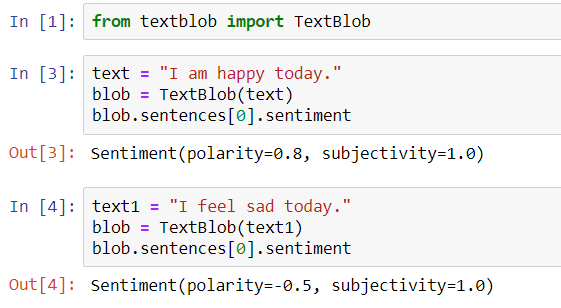 In [1]: from textblob import TextBlob
In [3]: text = "I am happy today."
blob = TextBlob(text)
blob.sentences[0].sentiment
Out[3]: Sentiment(polarity=0.8, subjectivity=1.0)
In [4]: text1 = "I feel sad today."
blob = TextBlob(text1)
blob.sentences[0].sentiment
Out[4]: Sentiment(polarity=-0.5, subjectivity=1.0)